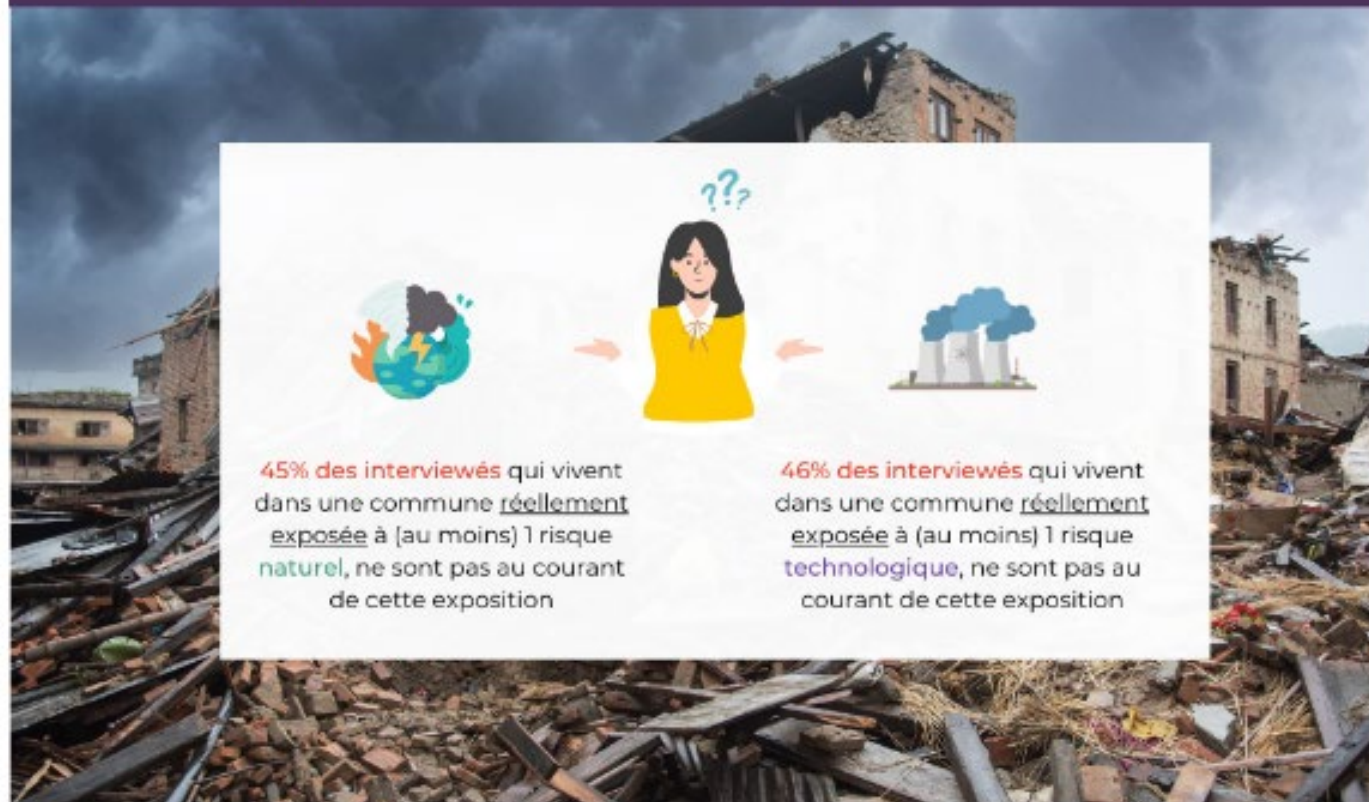 ???
45% des interviewés qui vivent
dans une commune réellement
exposée à (au moins) 1 risque
naturel, ne sont pas au courant
de cette exposition
46% des interviewés qui vivent
dans une commune réellement
exposée à (au moins) 1 risque
technologique, ne sont pas au
courant de cette exposition